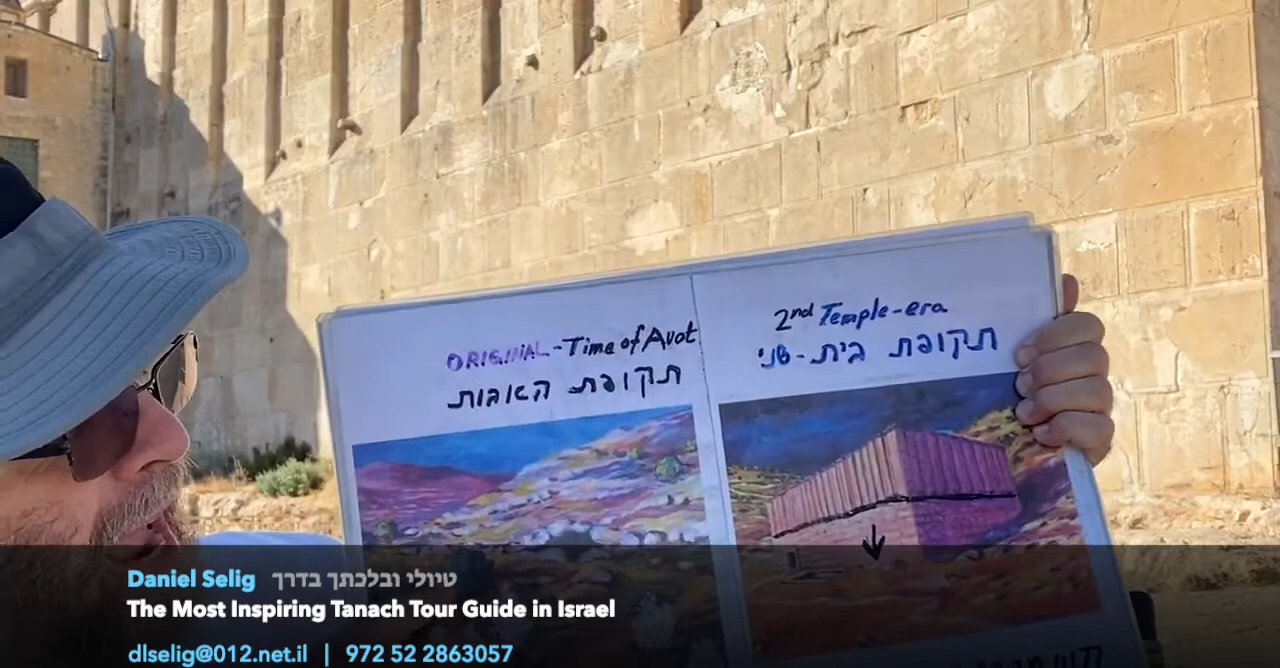 ORIGINAL - Time of Avot
תקופת האבות
2nd Temple-era
תקופת בית-שני
Daniel Selig טיולי ובלכתך בדרך
The Most Inspiring Tanach Tour Guide in Israel
dlselig@012.net.il | 972 52 2863057